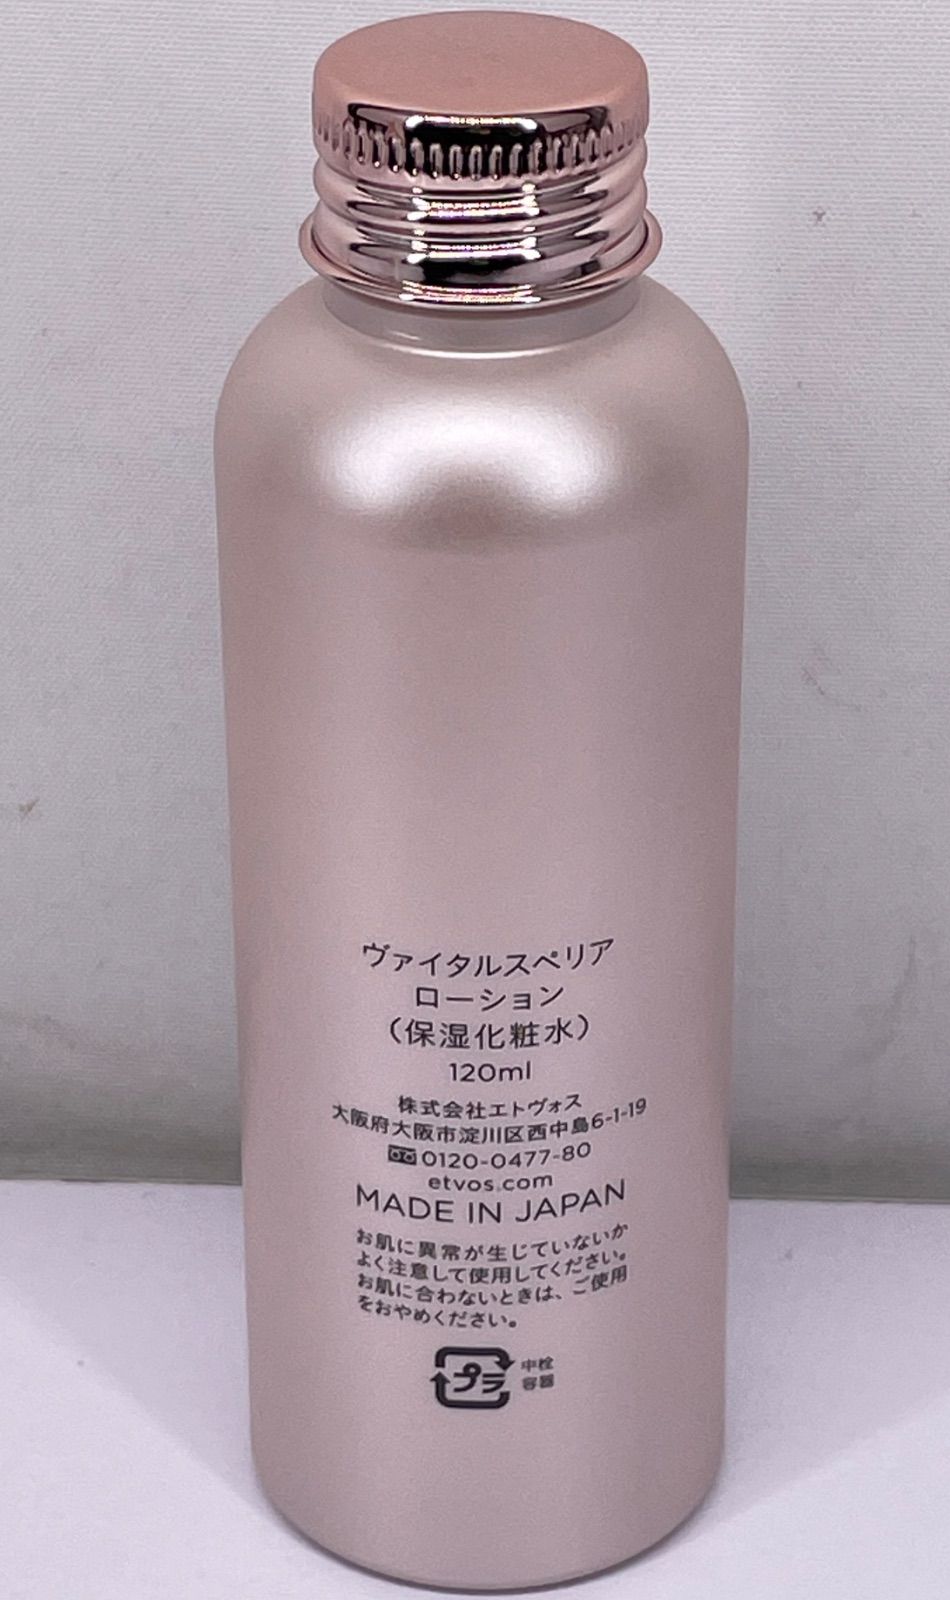 ヴァイタルスペリア
ローション
（保湿化粧水）
120ml
株式会社エトヴォス
大阪府大阪市淀川区西中島6-1-19
0120-0477-80
etvos.com
MADE IN JAPAN
お肌に異常が生じていないか
よく注意して使用してください。
お肌に合わないときは、ご使用
をおやめください。
プラ 中栓
容器